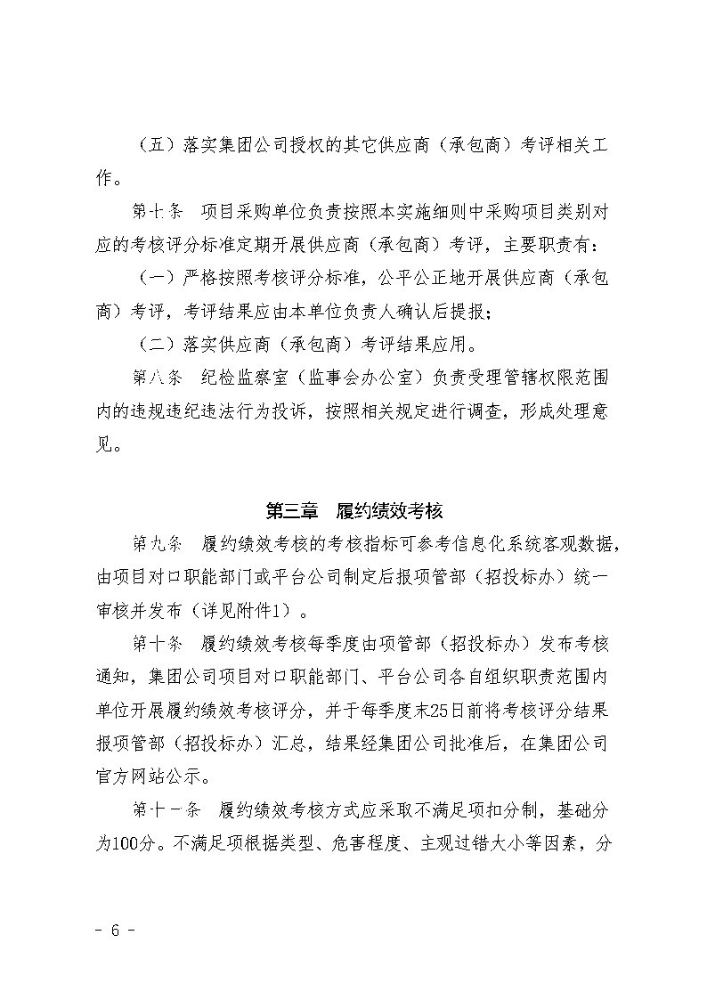 （五）落实集团公司授权的其它供应商（承包商）考评相关工
作。
第七条　项目采购单位负责按照本实施细则中采购项目类别对
应的考核评分标准定期开展供应商（承包商）考评，主要职责有：
（一）严格按照考核评分标准，公平公正地开展供应商（承包
商）考评，考评结果应由本单位负责人确认后提报；
（二）落实供应商（承包商）考评结果应用。
第八条　纪检监察室（监事会办公室）负责受理管辖权限范围
内的违规违纪违法行为投诉，按照相关规定进行调查，形成处理意
见。
第三章　履约绩效考核
第九条　履约绩效考核的考核指标可参考信息化系统客观数据，
由项目对口职能部门或平台公司制定后报项管部（招投标办）统一
审核并发布（详见附件1）。
第十条　履约绩效考核每季度由项管部（招投标办）发布考核
通知，集团公司项目对口职能部门、平台公司各自组织职责范围内
单位开展履约绩效考核评分，并于每季度末25日前将考核评分结果
报项管部（招投标办）汇总，结果经集团公司批准后，在集团公司
官方网站公示。
第十一条　履约绩效考核方式应采取不满足项扣分制，基础分
为100分。不满足项根据类型、危害程度、主观过错大小等因素，分
- 6 -